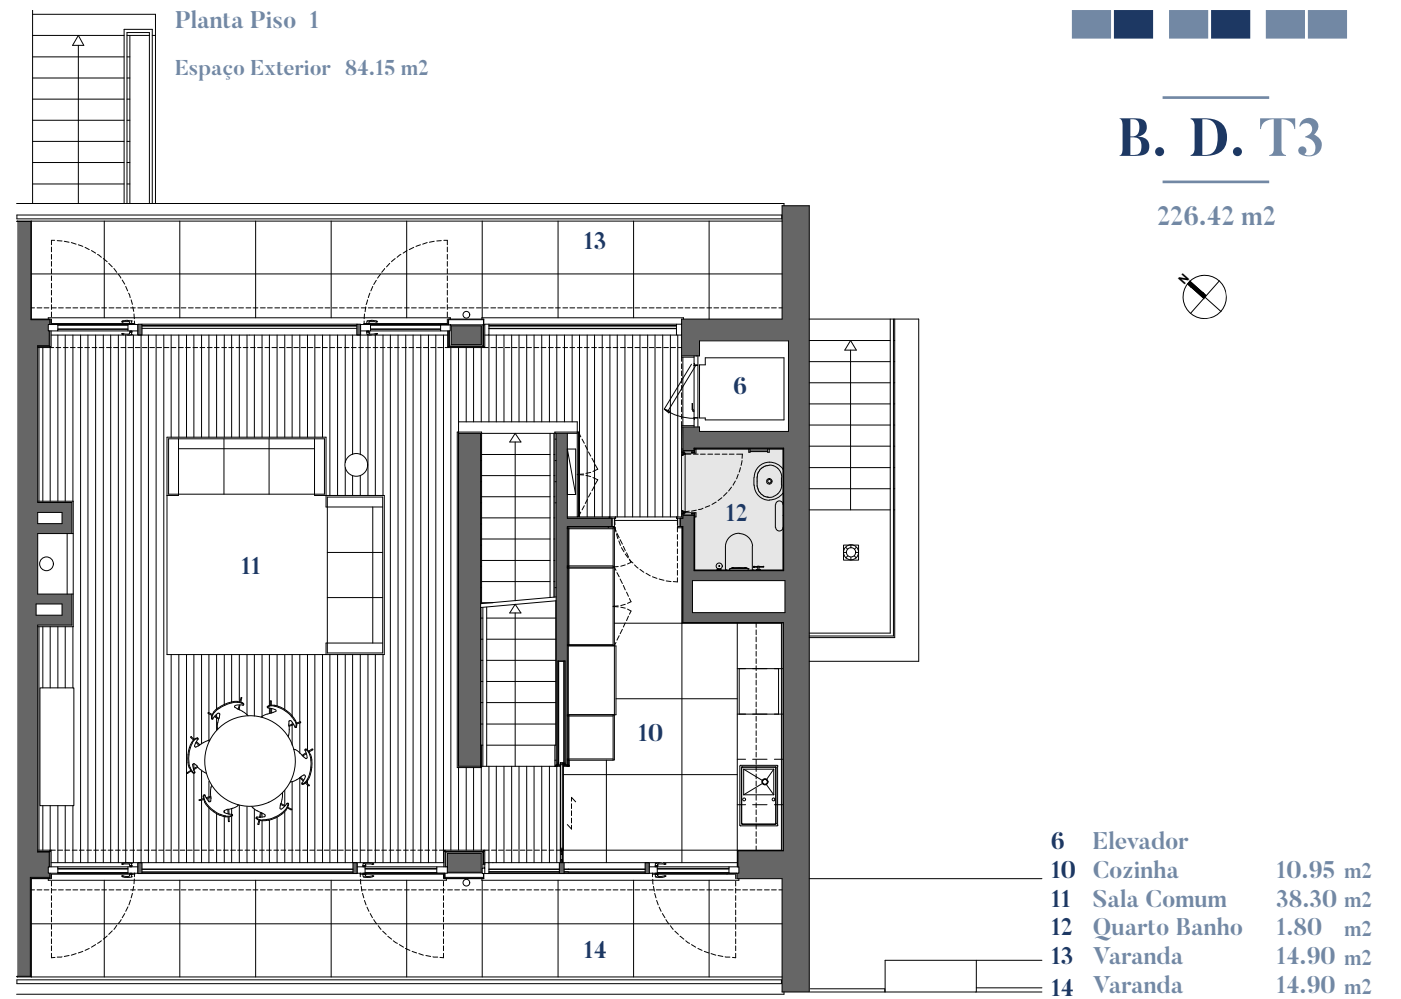 Planta Piso 1
Espaço Exterior 84.15 m2
B. D. T3
226.42 m2
N
13
6
12
11
10
14
6 Elevador
10 Cozinha 10.95 m2
11 Sala Comum 38.30 m2
12 Quarto Banho 1.80 m2
13 Varanda 14.90 m2
14 Varanda 14.90 m2